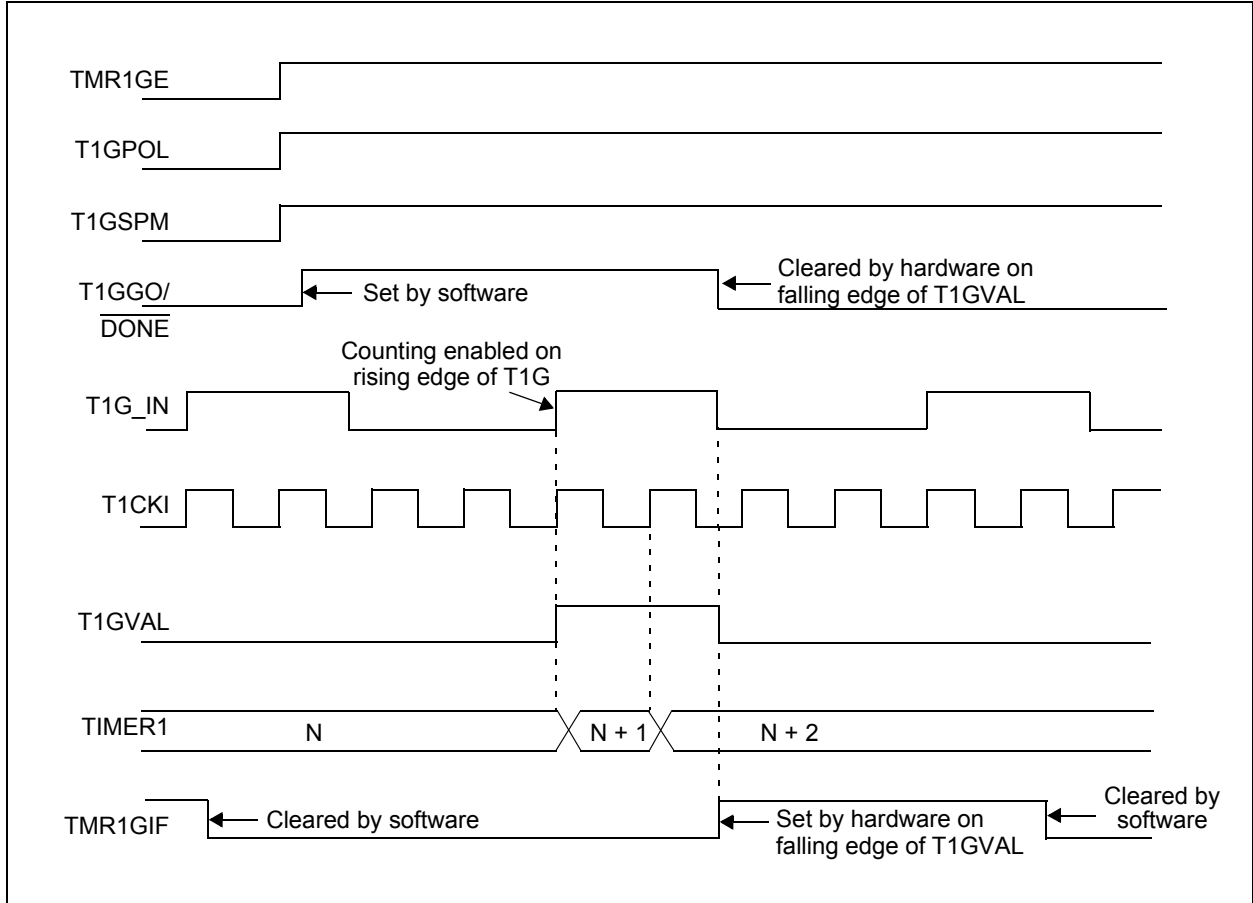 TMR1GE
T1GPOL
T1GSPM
T1GGO/
DONE
Set by software
Cleared by hardware on
falling edge of T1GVAL
Counting enabled on
rising edge of T1G
T1G_IN
T1CKI
T1GVAL
TIMER1
N
N + 1
N + 2
TMR1GIF
Cleared by software
Set by hardware on
falling edge of T1GVAL
Cleared by
software